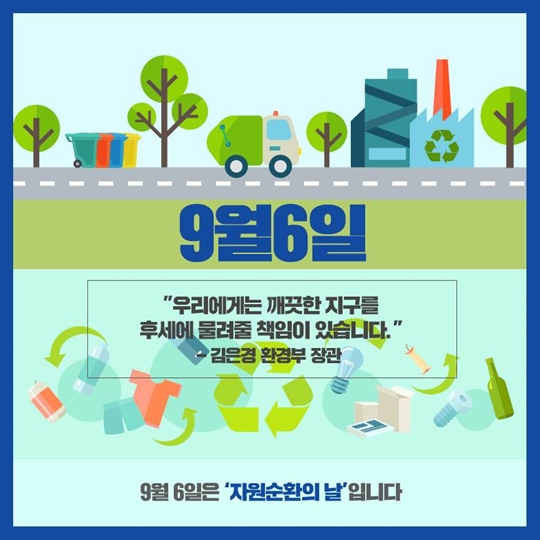 9월6일
"우리에게는 깨끗한 지구를
후세에 물려줄 책임이 있습니다."
- 김은경 환경부 장관
9월 6일은 '자원순환의 날'입니다